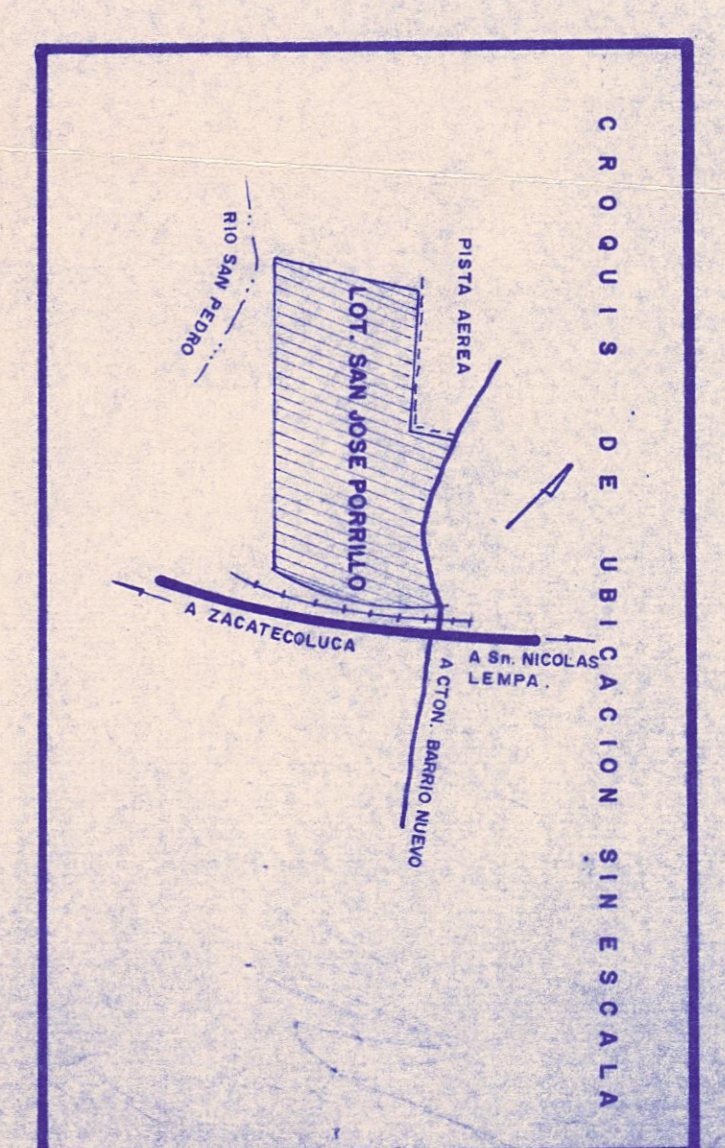 CROQUIS DE UBICACION SIN ESCALA
PISTA AEREA
RIO SAN PEDRO
LOT. SAN JOSE PORRILLO
A ZACATECOLUCA
A Sn. NICOLAS
LEMPA.
A CTON. BARRIO NUEVO